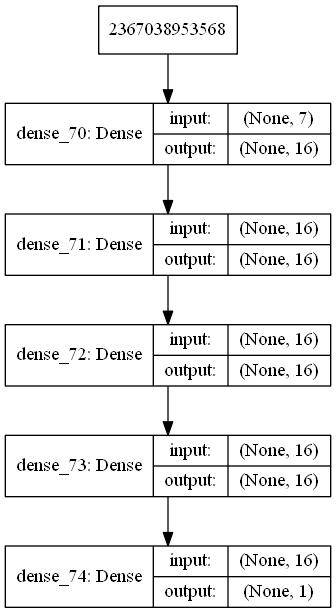 2367038953568
dense_70: Dense
input: (None, 7)
output: (None, 16)
dense_71: Dense
input: (None, 16)
output: (None, 16)
dense_72: Dense
input: (None, 16)
output: (None, 16)
dense_73: Dense
input: (None, 16)
output: (None, 16)
dense_74: Dense
input: (None, 16)
output: (None, 1)